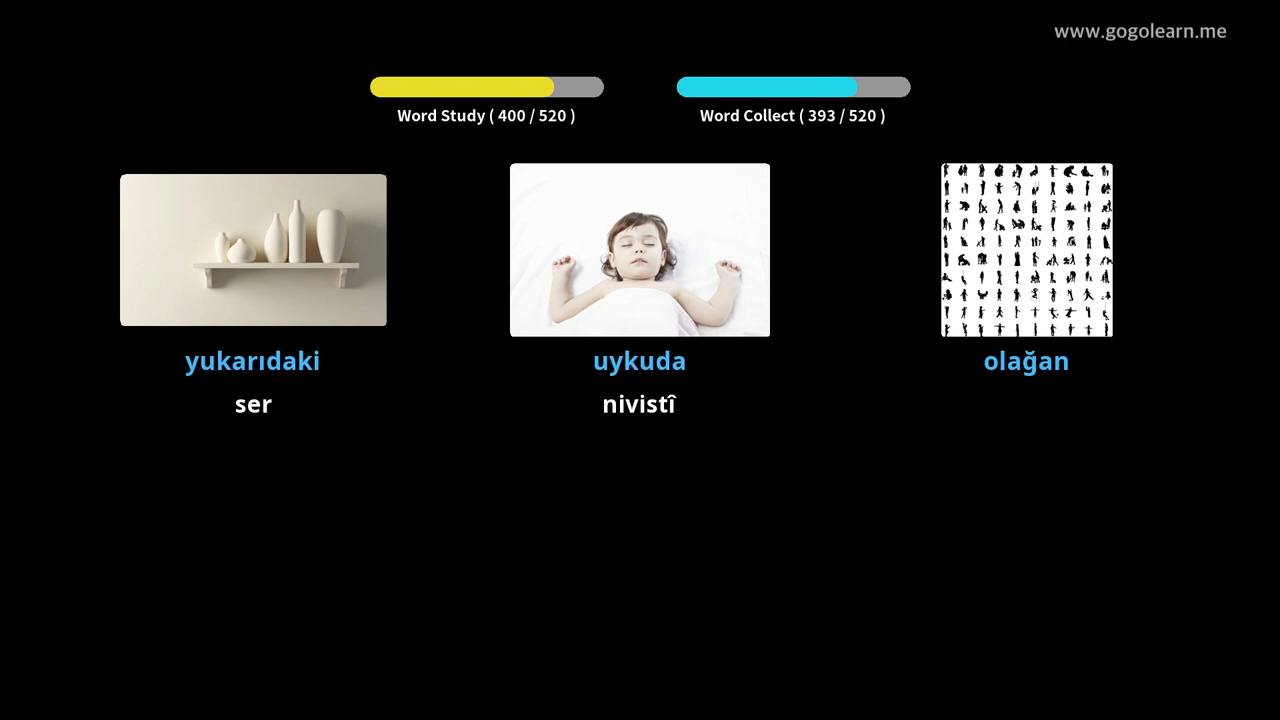 www.gogolearn.me
Word Study ( 400 / 520 )
Word Collect ( 393 / 520 )
yukarıdaki
uykuda
olağan
ser
nivistî